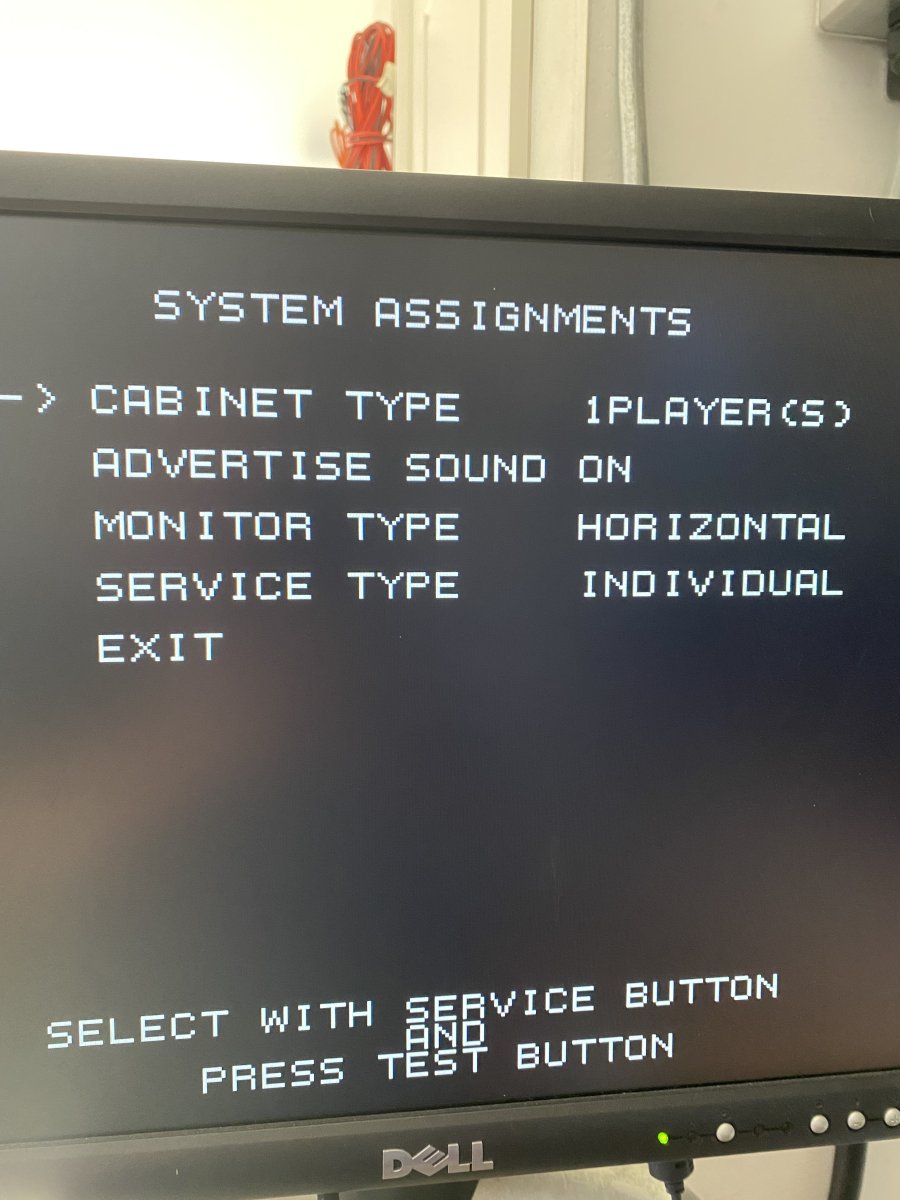 SYSTEM ASSIGNMENTS
-> CABINET TYPE 1PLAYER(S)
ADVERTISE SOUND ON
MONITOR TYPE HORIZONTAL
SERVICE TYPE INDIVIDUAL
EXIT
SELECT WITH SERVICE BUTTON
AND
PRESS TEST BUTTON
DELL